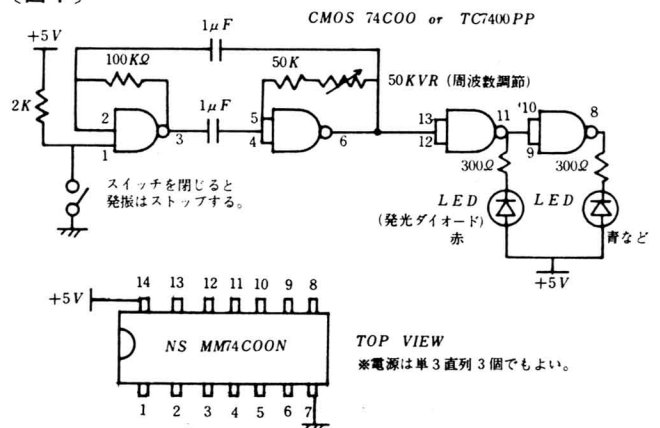 CMOS 74COO or TC7400PP
+5V
1μF
100KΩ
50K
50KVR (周波数調節)
2K
1μF
2
1
3
5
4
6
13
12
11
'10
9
8
300Ω
300Ω
スイッチを閉じると
発振はストップする。
LED
(発光ダイオード)
赤
LED
青など
+5V
+5V
14 13 12 11 10 9 8
NS MM74COON
1 2 3 4 5 6 7
TOP VIEW
※電源は単3直列3個でもよい。